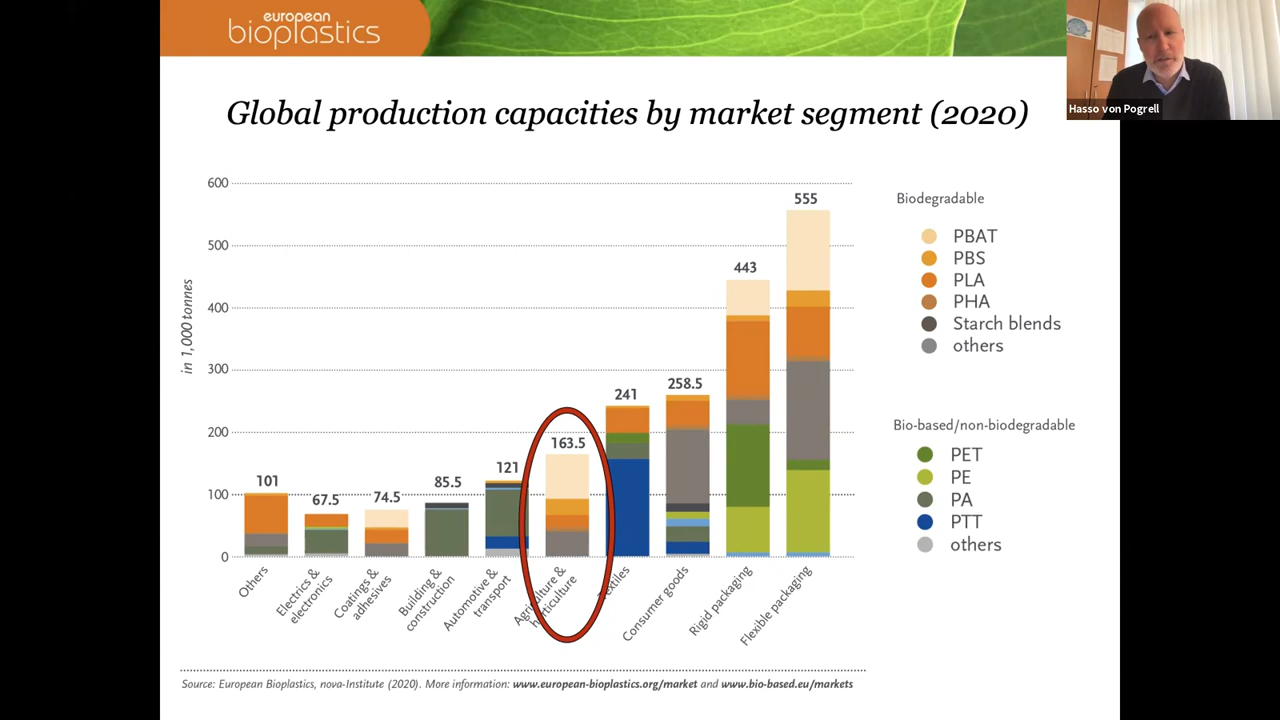 european
bioplastics
Hasso von Pogrell
Global production capacities by market segment (2020)
in 1,000 tonnes
600
500
400
300
200
100
0
101
67.5
74.5
85.5
121
163.5
241
258.5
443
555
Others
Electrics &
electronics
Coatings &
adhesives
Building &
construction
Automotive &
transport
Agriculture &
horticulture
Textiles
Consumer goods
Rigid packaging
Flexible packaging
Biodegradable
PBAT
PBS
PLA
PHA
Starch blends
others
Bio-based/non-biodegradable
PET
PE
PA
PTT
others
Source: European Bioplastics, nova-Institute (2020). More information: www.european-bioplastics.org/market and www.bio-based.eu/markets